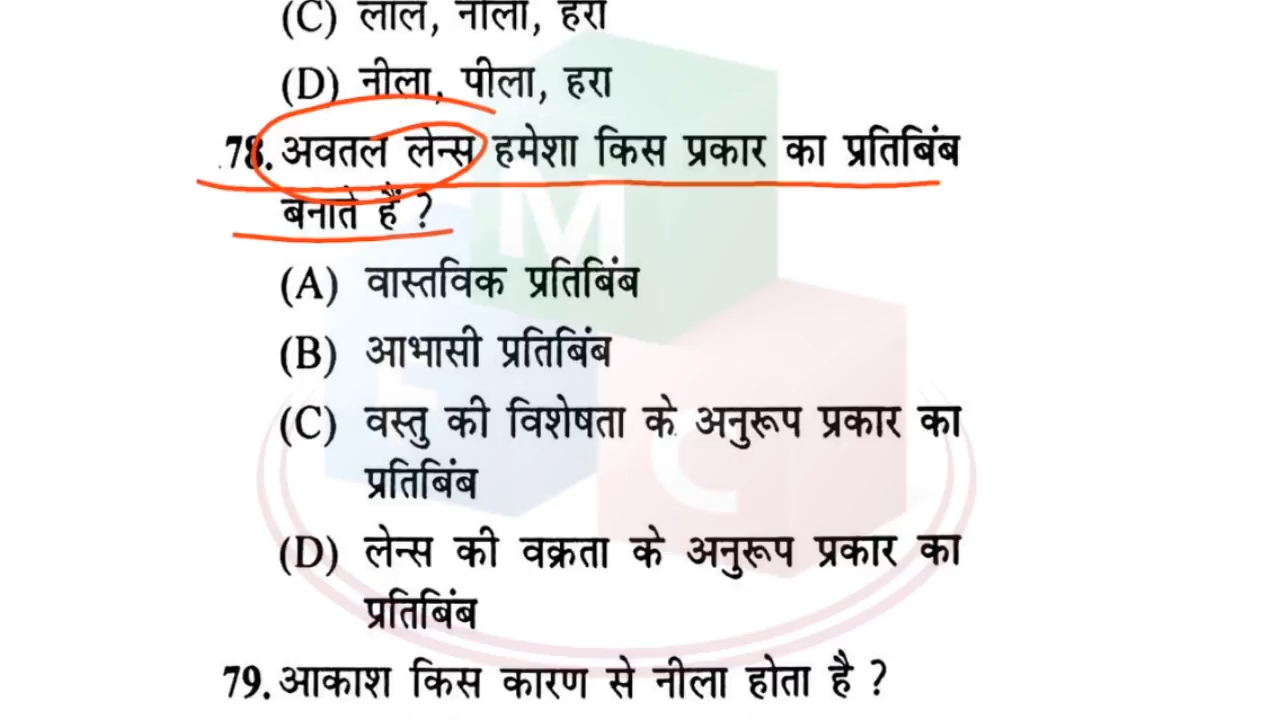 (C) लाल, नीला, हरा
(D) नीला, पीला, हरा
78. अवतल लेन्स हमेशा किस प्रकार का प्रतिबिंब
बनाते हैं ?
(A) वास्तविक प्रतिबिंब
(B) आभासी प्रतिबिंब
(C) वस्तु की विशेषता के अनुरूप प्रकार का
प्रतिबिंब
(D) लेन्स की वक्रता के अनुरूप प्रकार का
प्रतिबिंब
79. आकाश किस कारण से नीला होता है ?
M
L
C